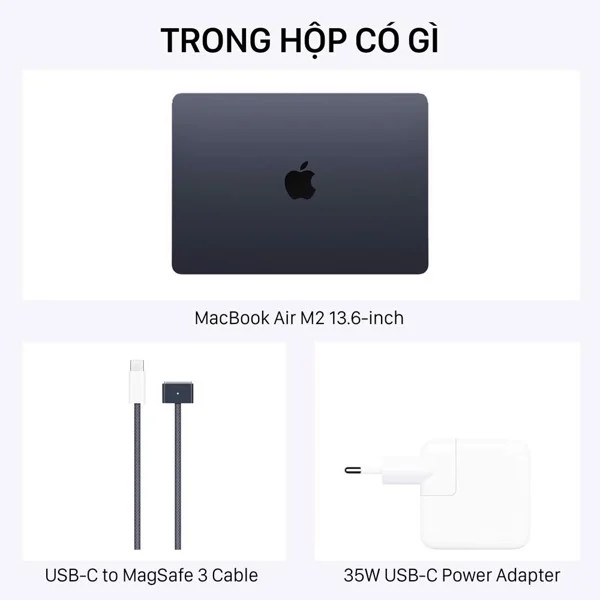 TRONG HỘP CÓ GÌ
MacBook Air M2 13.6-inch
USB-C to MagSafe 3 Cable
35W USB-C Power Adapter